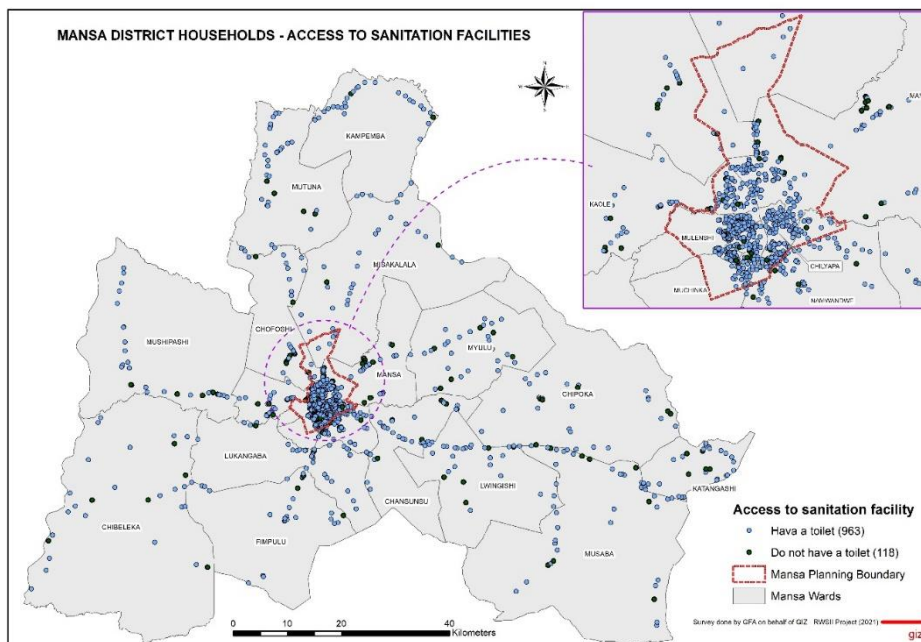 MANSA DISTRICT HOUSEHOLDS - ACCESS TO SANITATION FACILITIES
KAOLE
MULENSHI
CHILYAPA
MUCHINKA
NAMWANDWE
KAMPEMBA
MUTUNA
MISAKALALA
MUSHIPASHI
CHOFOSHI
MANSA
MYULU
CHIPOKA
LUKANGABA
CHANSUNBU
LWINGISHI
KATANGASHI
CHIBELEKA
FIMPULU
MUSABA
Access to sanitation facility
Hava a toilet (963)
Do not have a toilet (118)
Mansa Planning Boundary
Mansa Wards
0 10 20 40
Kilometers
Survey done by GFA on behalf of GIZ RWSII Project (2021)
giz